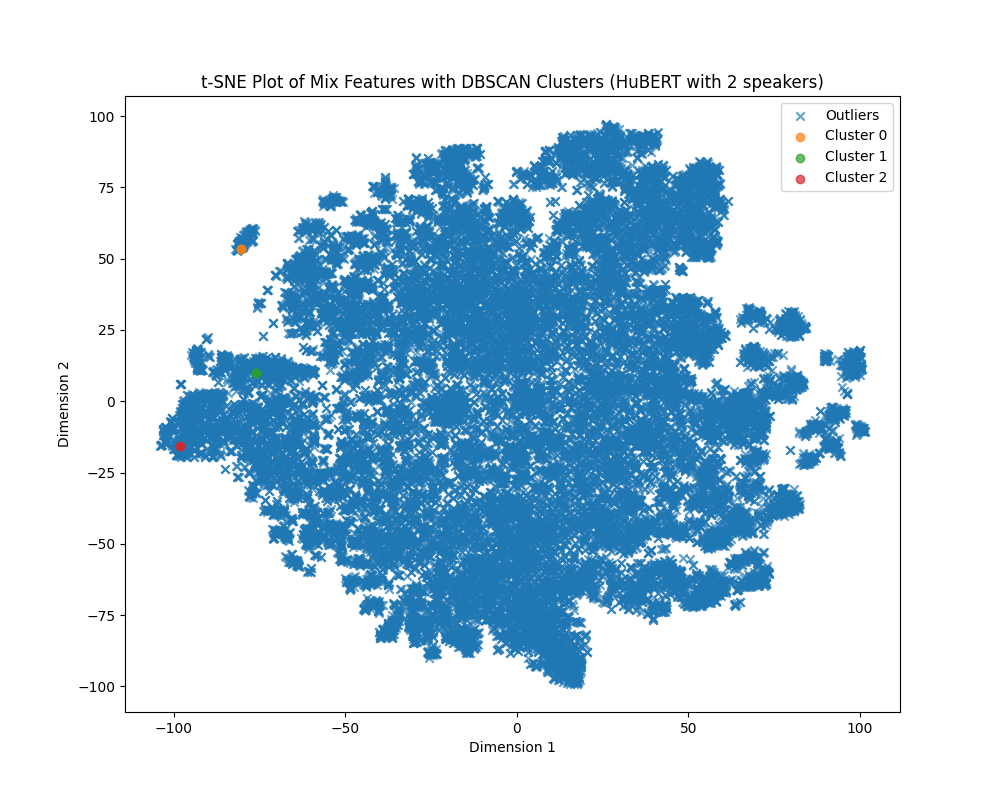 t-SNE Plot of Mix Features with DBSCAN Clusters (HuBERT with 2 speakers)
Outliers
Cluster 0
Cluster 1
Cluster 2
100
75
50
25
0
−25
−50
−75
−100
Dimension 2
−100
−50
0
50
100
Dimension 1